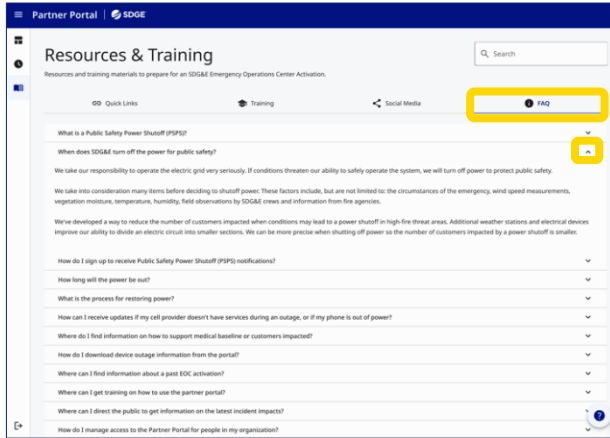 Partner Portal | SDGE
Resources & Training
Search
Resources and training materials to prepare for an SDG&E Emergency Operations Center Activation.
Quick Links
Training
Social Media
FAQ
What is a Public Safety Power Shutoff (PSPS)?
When does SDG&E turn off the power for public safety?
We take our responsibility to operate the electric grid very seriously. If conditions threaten our ability to safely operate the system, we will turn off power to protect public safety.
We take into consideration many items before deciding to shutoff power. These factors include, but are not limited to: the circumstances of the emergency, wind speed measurements,
vegetation moisture, temperature, humidity, field observations by SDG&E crews and information from fire agencies.
We've developed a way to reduce the number of customers impacted when conditions may lead to a power shutoff in high-fire threat areas. Additional weather stations and electrical devices
improve our ability to divide an electric circuit into smaller sections. We can be more precise when shutting off power so the number of customers impacted by a power shutoff is smaller.
How do I sign up to receive Public Safety Power Shutoff (PSPS) notifications?
How long will the power be out?
What is the process for restoring power?
How can I receive updates if my cell provider doesn't have services during an outage, or if my phone is out of power?
Where do I find information on how to support medical baseline or customers impacted?
How do I download device outage information from the portal?
Where can I find information about a past EOC activation?
Where can I get training on how to use the partner portal?
Where can I direct the public to get information on the latest incident impacts?
How do I manage access to the Partner Portal for people in my organization?